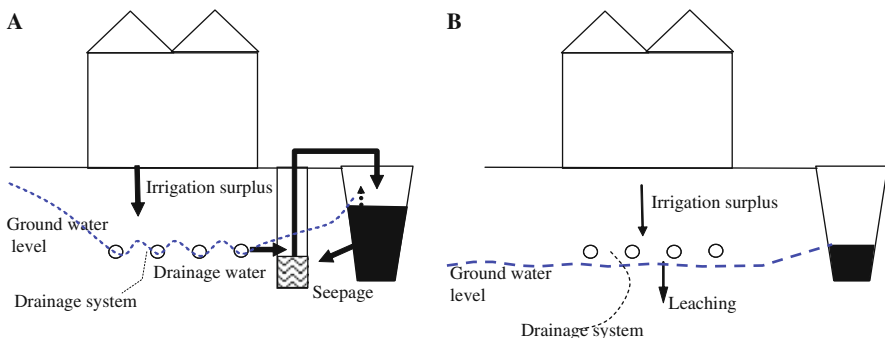 A
Irrigation surplus
Ground water
level
Drainage water
Drainage system
Seepage
B
Irrigation surplus
Ground water
level
Leaching
Drainage system